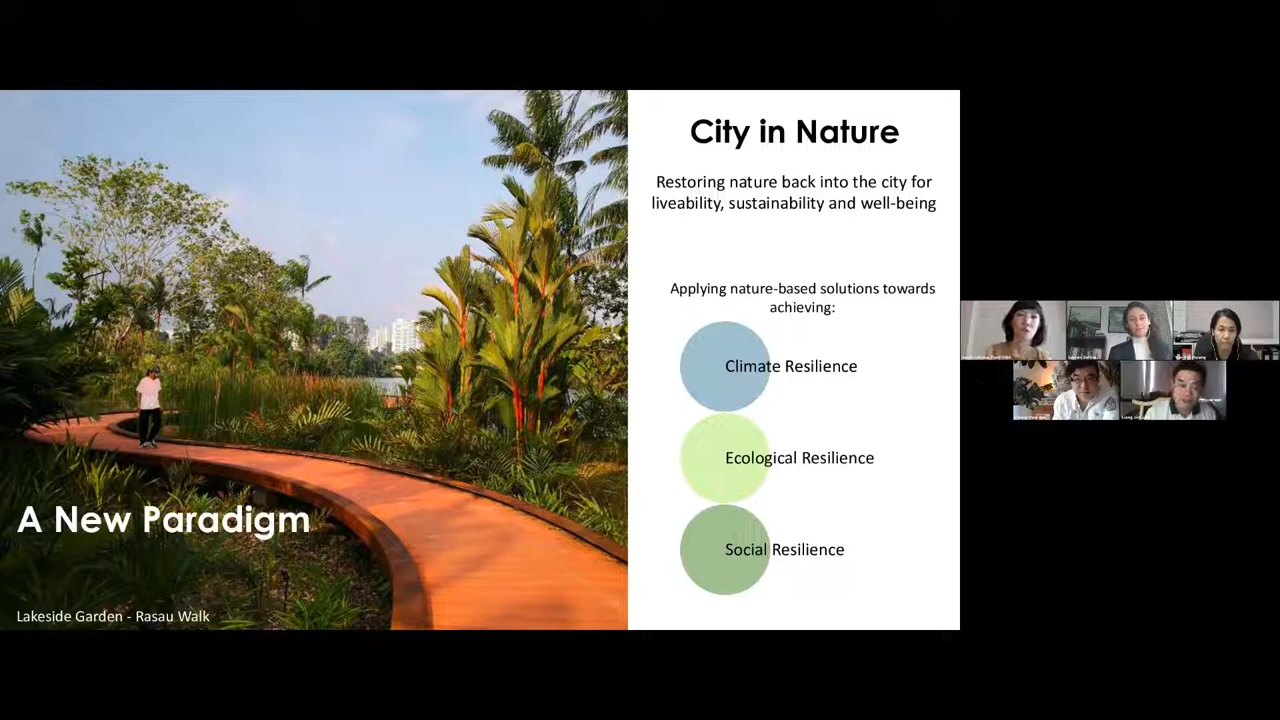 City in Nature
Restoring nature back into the city for
liveability, sustainability and well-being
Applying nature-based solutions towards
achieving:
Climate Resilience
Ecological Resilience
Social Resilience
A New Paradigm
Lakeside Garden - Rasau Walk